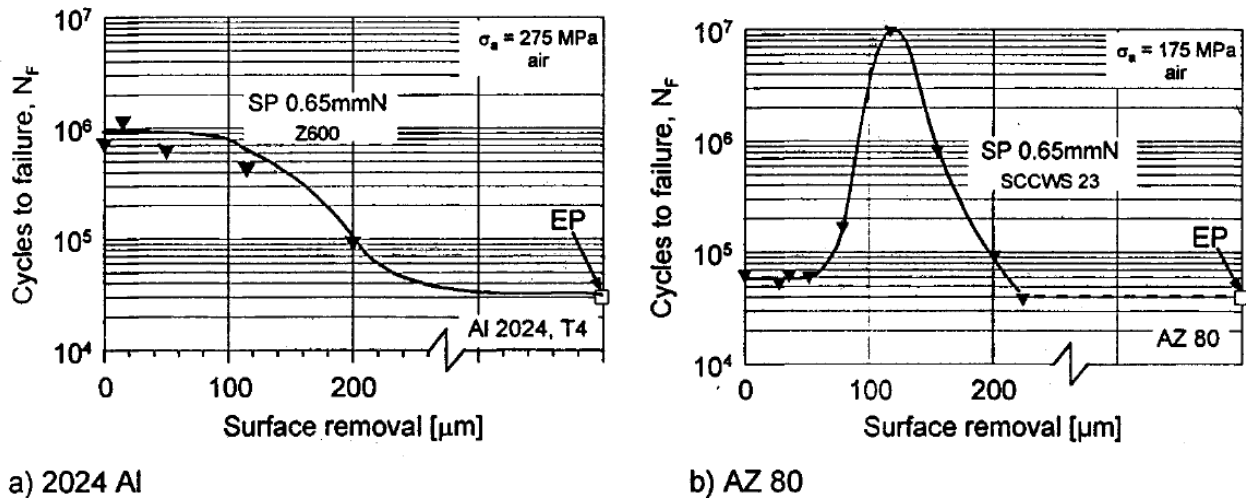 10⁷
σₐ = 275 MPa
air
SP 0.65mmN
Z600
10⁶
Cycles to failure, N_F
10⁵
EP
Al 2024, T4
10⁴
0
100
200
Surface removal [μm]
a) 2024 Al
10⁷
σₐ = 175 MPa
air
10⁶
SP 0.65mmN
SCCWS 23
Cycles to failure, N_F
10⁵
EP
AZ 80
10⁴
0
100
200
Surface removal [μm]
b) AZ 80